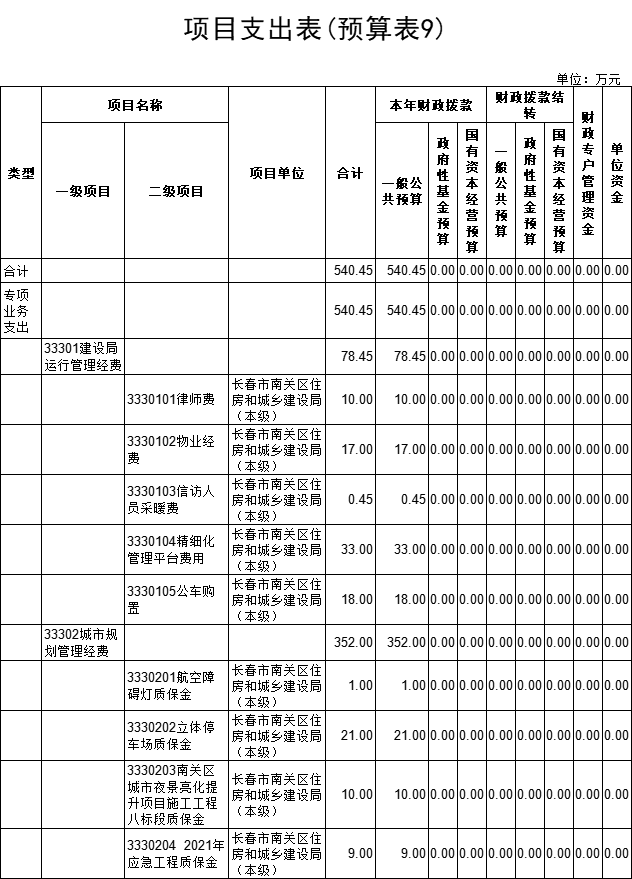 项目支出表(预算表9)
单位：万元
类型
项目名称
项目单位
合计
本年财政拨款
财政拨款结
转
财政专户管理资金
单位资金
一级项目
二级项目
一般公
共预算
政府性基金预算
国有资本经营预算
一般公共预算
政府性基金预算
国有资本经营预算
合计 540.45 540.45 0.00 0.00 0.00 0.00 0.00 0.00 0.00
专项
业务
支出
540.45 540.45 0.00 0.00 0.00 0.00 0.00 0.00 0.00
33301建设局
运行管理经费
78.45 78.45 0.00 0.00 0.00 0.00 0.00 0.00 0.00
3330101律师费
长春市南关区住
房和城乡建设局
（本级）
10.00 10.00 0.00 0.00 0.00 0.00 0.00 0.00 0.00
3330102物业经
费
长春市南关区住
房和城乡建设局
（本级）
17.00 17.00 0.00 0.00 0.00 0.00 0.00 0.00 0.00
3330103信访人
员采暖费
长春市南关区住
房和城乡建设局
（本级）
0.45 0.45 0.00 0.00 0.00 0.00 0.00 0.00 0.00
3330104精细化
管理平台费用
长春市南关区住
房和城乡建设局
（本级）
33.00 33.00 0.00 0.00 0.00 0.00 0.00 0.00 0.00
3330105公车购
置
长春市南关区住
房和城乡建设局
（本级）
18.00 18.00 0.00 0.00 0.00 0.00 0.00 0.00 0.00
33302城市规
划管理经费
352.00 352.00 0.00 0.00 0.00 0.00 0.00 0.00 0.00
3330201航空障
碍灯质保金
长春市南关区住
房和城乡建设局
（本级）
1.00 1.00 0.00 0.00 0.00 0.00 0.00 0.00 0.00
3330202立体停
车场质保金
长春市南关区住
房和城乡建设局
（本级）
21.00 21.00 0.00 0.00 0.00 0.00 0.00 0.00 0.00
3330203南关区
城市夜景亮化提
升项目施工工程
八标段质保金
长春市南关区住
房和城乡建设局
（本级）
10.00 10.00 0.00 0.00 0.00 0.00 0.00 0.00 0.00
3330204 2021年
应急工程质保金
长春市南关区住
房和城乡建设局
（本级）
9.00 9.00 0.00 0.00 0.00 0.00 0.00 0.00 0.00